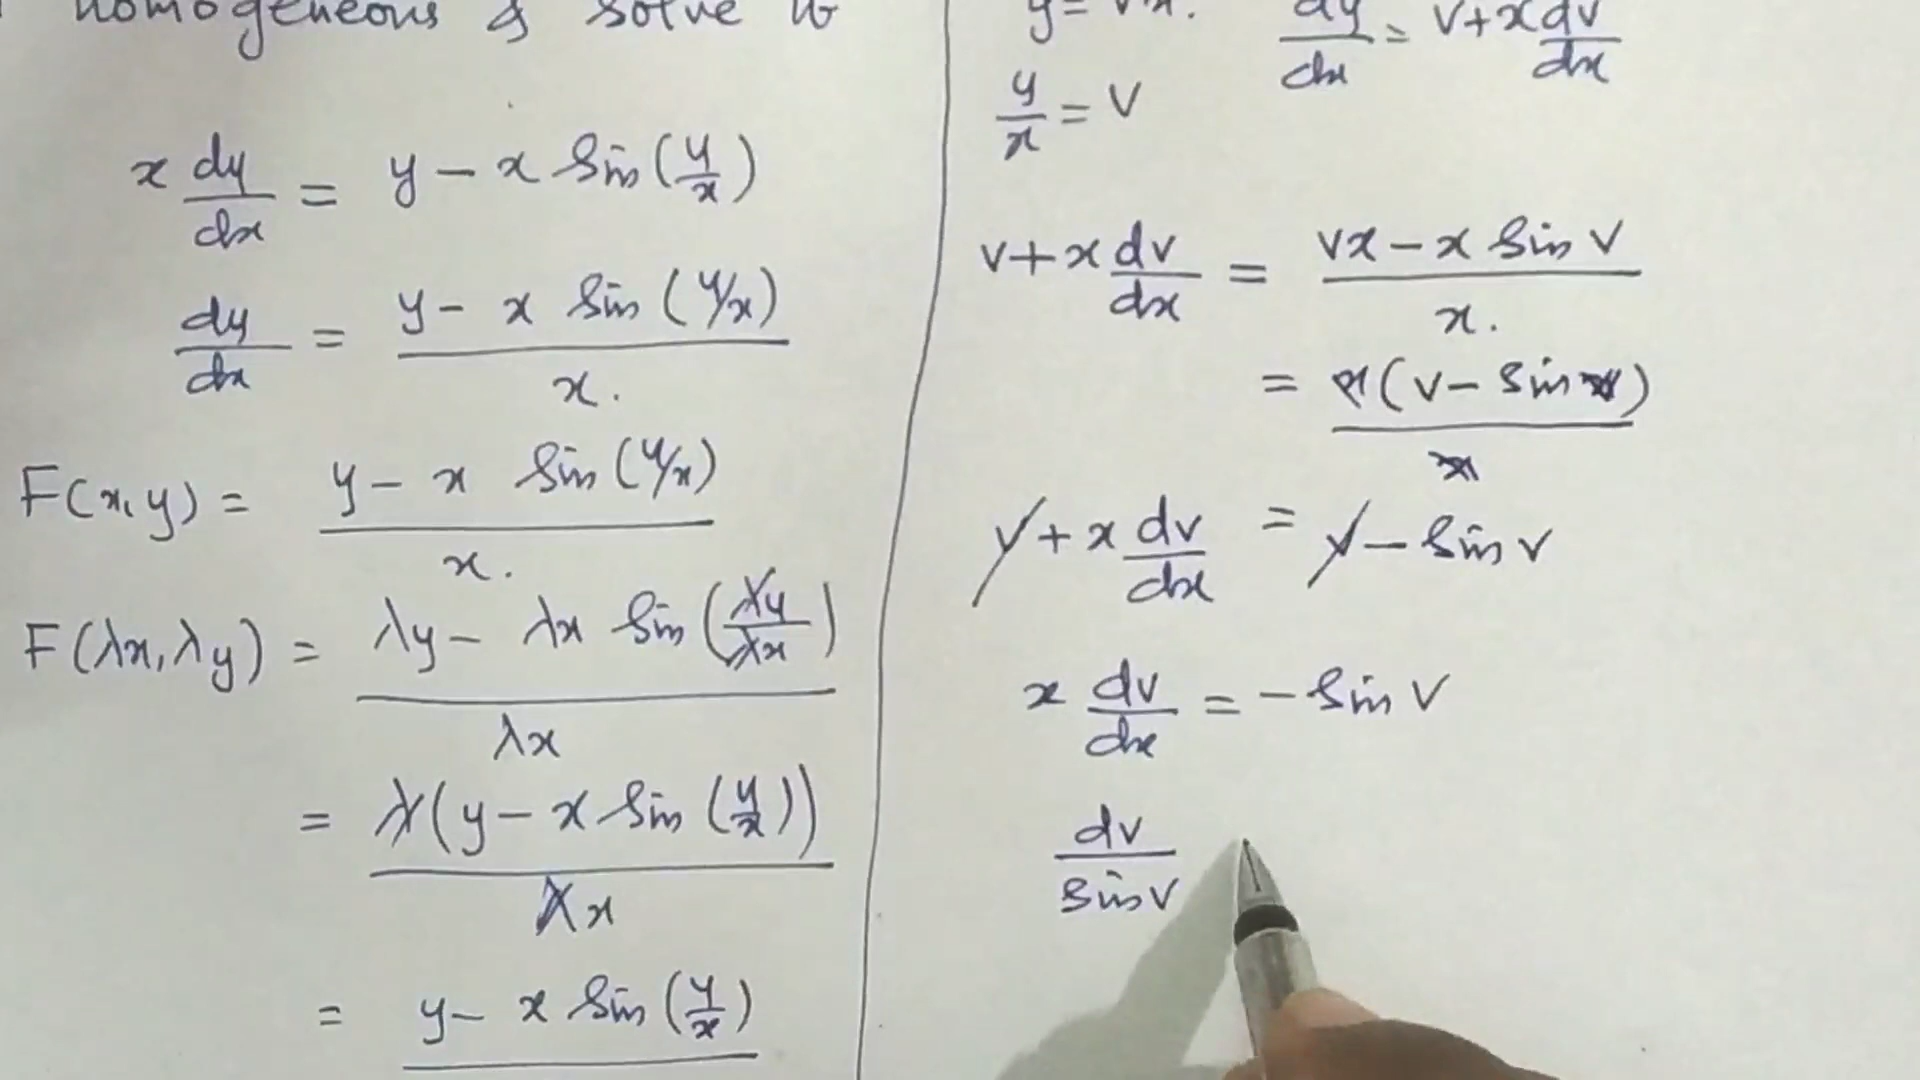 homogeneous & solve it
x dy/dx = y - x sin(y/x)
dy/dx = y - x sin (y/x) / x.
F(x, y) = y - x sin (y/x) / x.
F(λx, λy) = λy - λx sin (λy/λx) / λx
= λ(y - x sin (y/x)) / λx
= y - x sin (y/x)
y = vx. dy/dx = v + x dv/dx
y/x = v
v + x dv/dx = vx - x sin v / x.
= x(v - sin v) / x
v + x dv/dx = v - sin v
x dv/dx = - sin v
dv / sin v